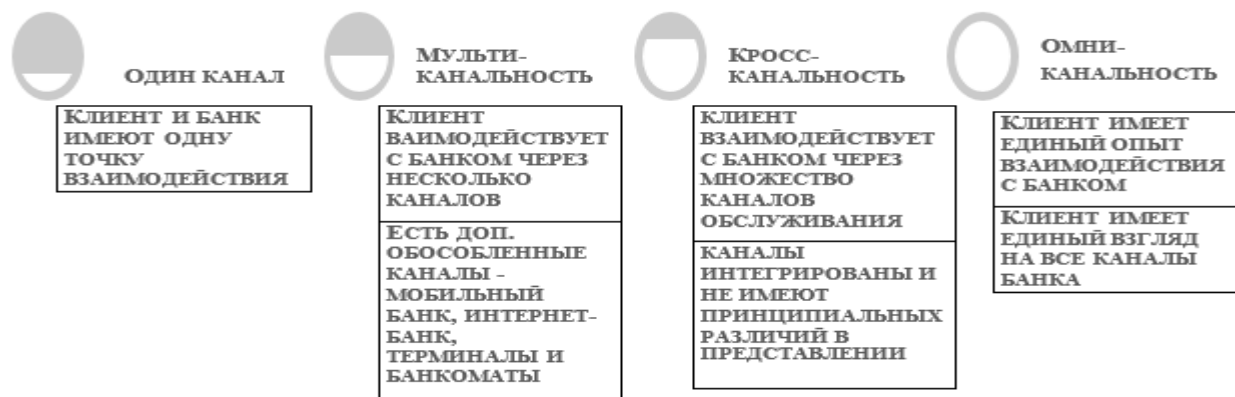 Один канал
Клиент и банк
имеют одну
точку
взаимодействия
Мульти-
канальность
Клиент
ваимодействует
с банком через
несколько
каналов
Есть доп.
обособленные
каналы -
мобильный
банк, интернет-
банк,
терминалы и
банкоматы
Кросс-
канальность
клиент
взаимодействует
с банком через
множество
каналов
обслуживания
каналы
интегрированы и
не имеют
принципиальных
различий в
представлении
Омни-
канальность
Клиент имеет
единый опыт
взаимодействия
с банком
Клиент имеет
единый взгляд
на все каналы
банка